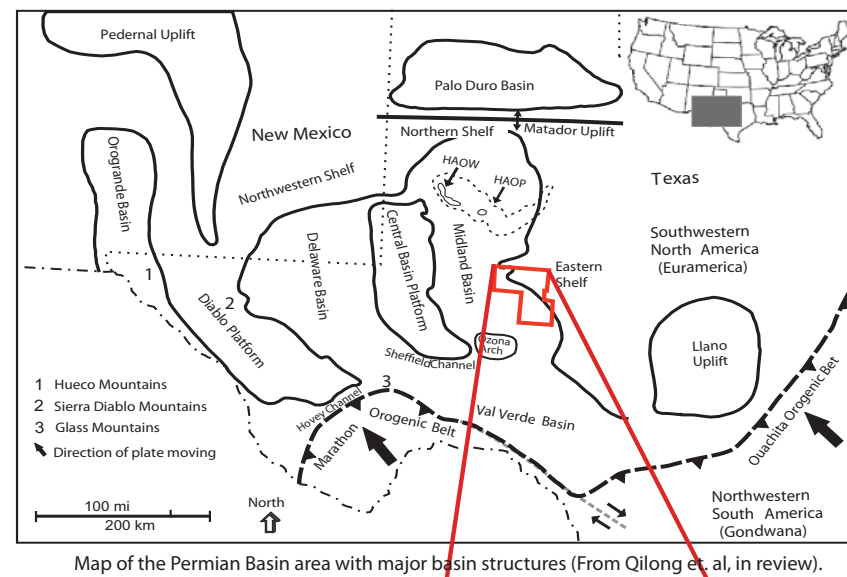 Pedernal Uplift
Palo Duro Basin
New Mexico
Northern Shelf
Matador Uplift
Orogrande Basin
Northwestern Shelf
HAOW
HAOP
Texas
Southwestern
North America
(Euramerica)
Delaware Basin
Central Basin Platform
Midland Basin
Eastern
Shelf
1
2
Diablo Platform
Ozona
Arch
Sheffield Channel
Llano
Uplift
1 Hueco Mountains
2 Sierra Diablo Mountains
3 Glass Mountains
Direction of plate moving
3
Hovey Channel
Marathon
Orogenic Belt
Val Verde Basin
Ouachita Orogenic Bet
100 mi
200 km
North
Northwestern
South America
(Gondwana)
Map of the Permian Basin area with major basin structures (From Qilong et. al, in review).